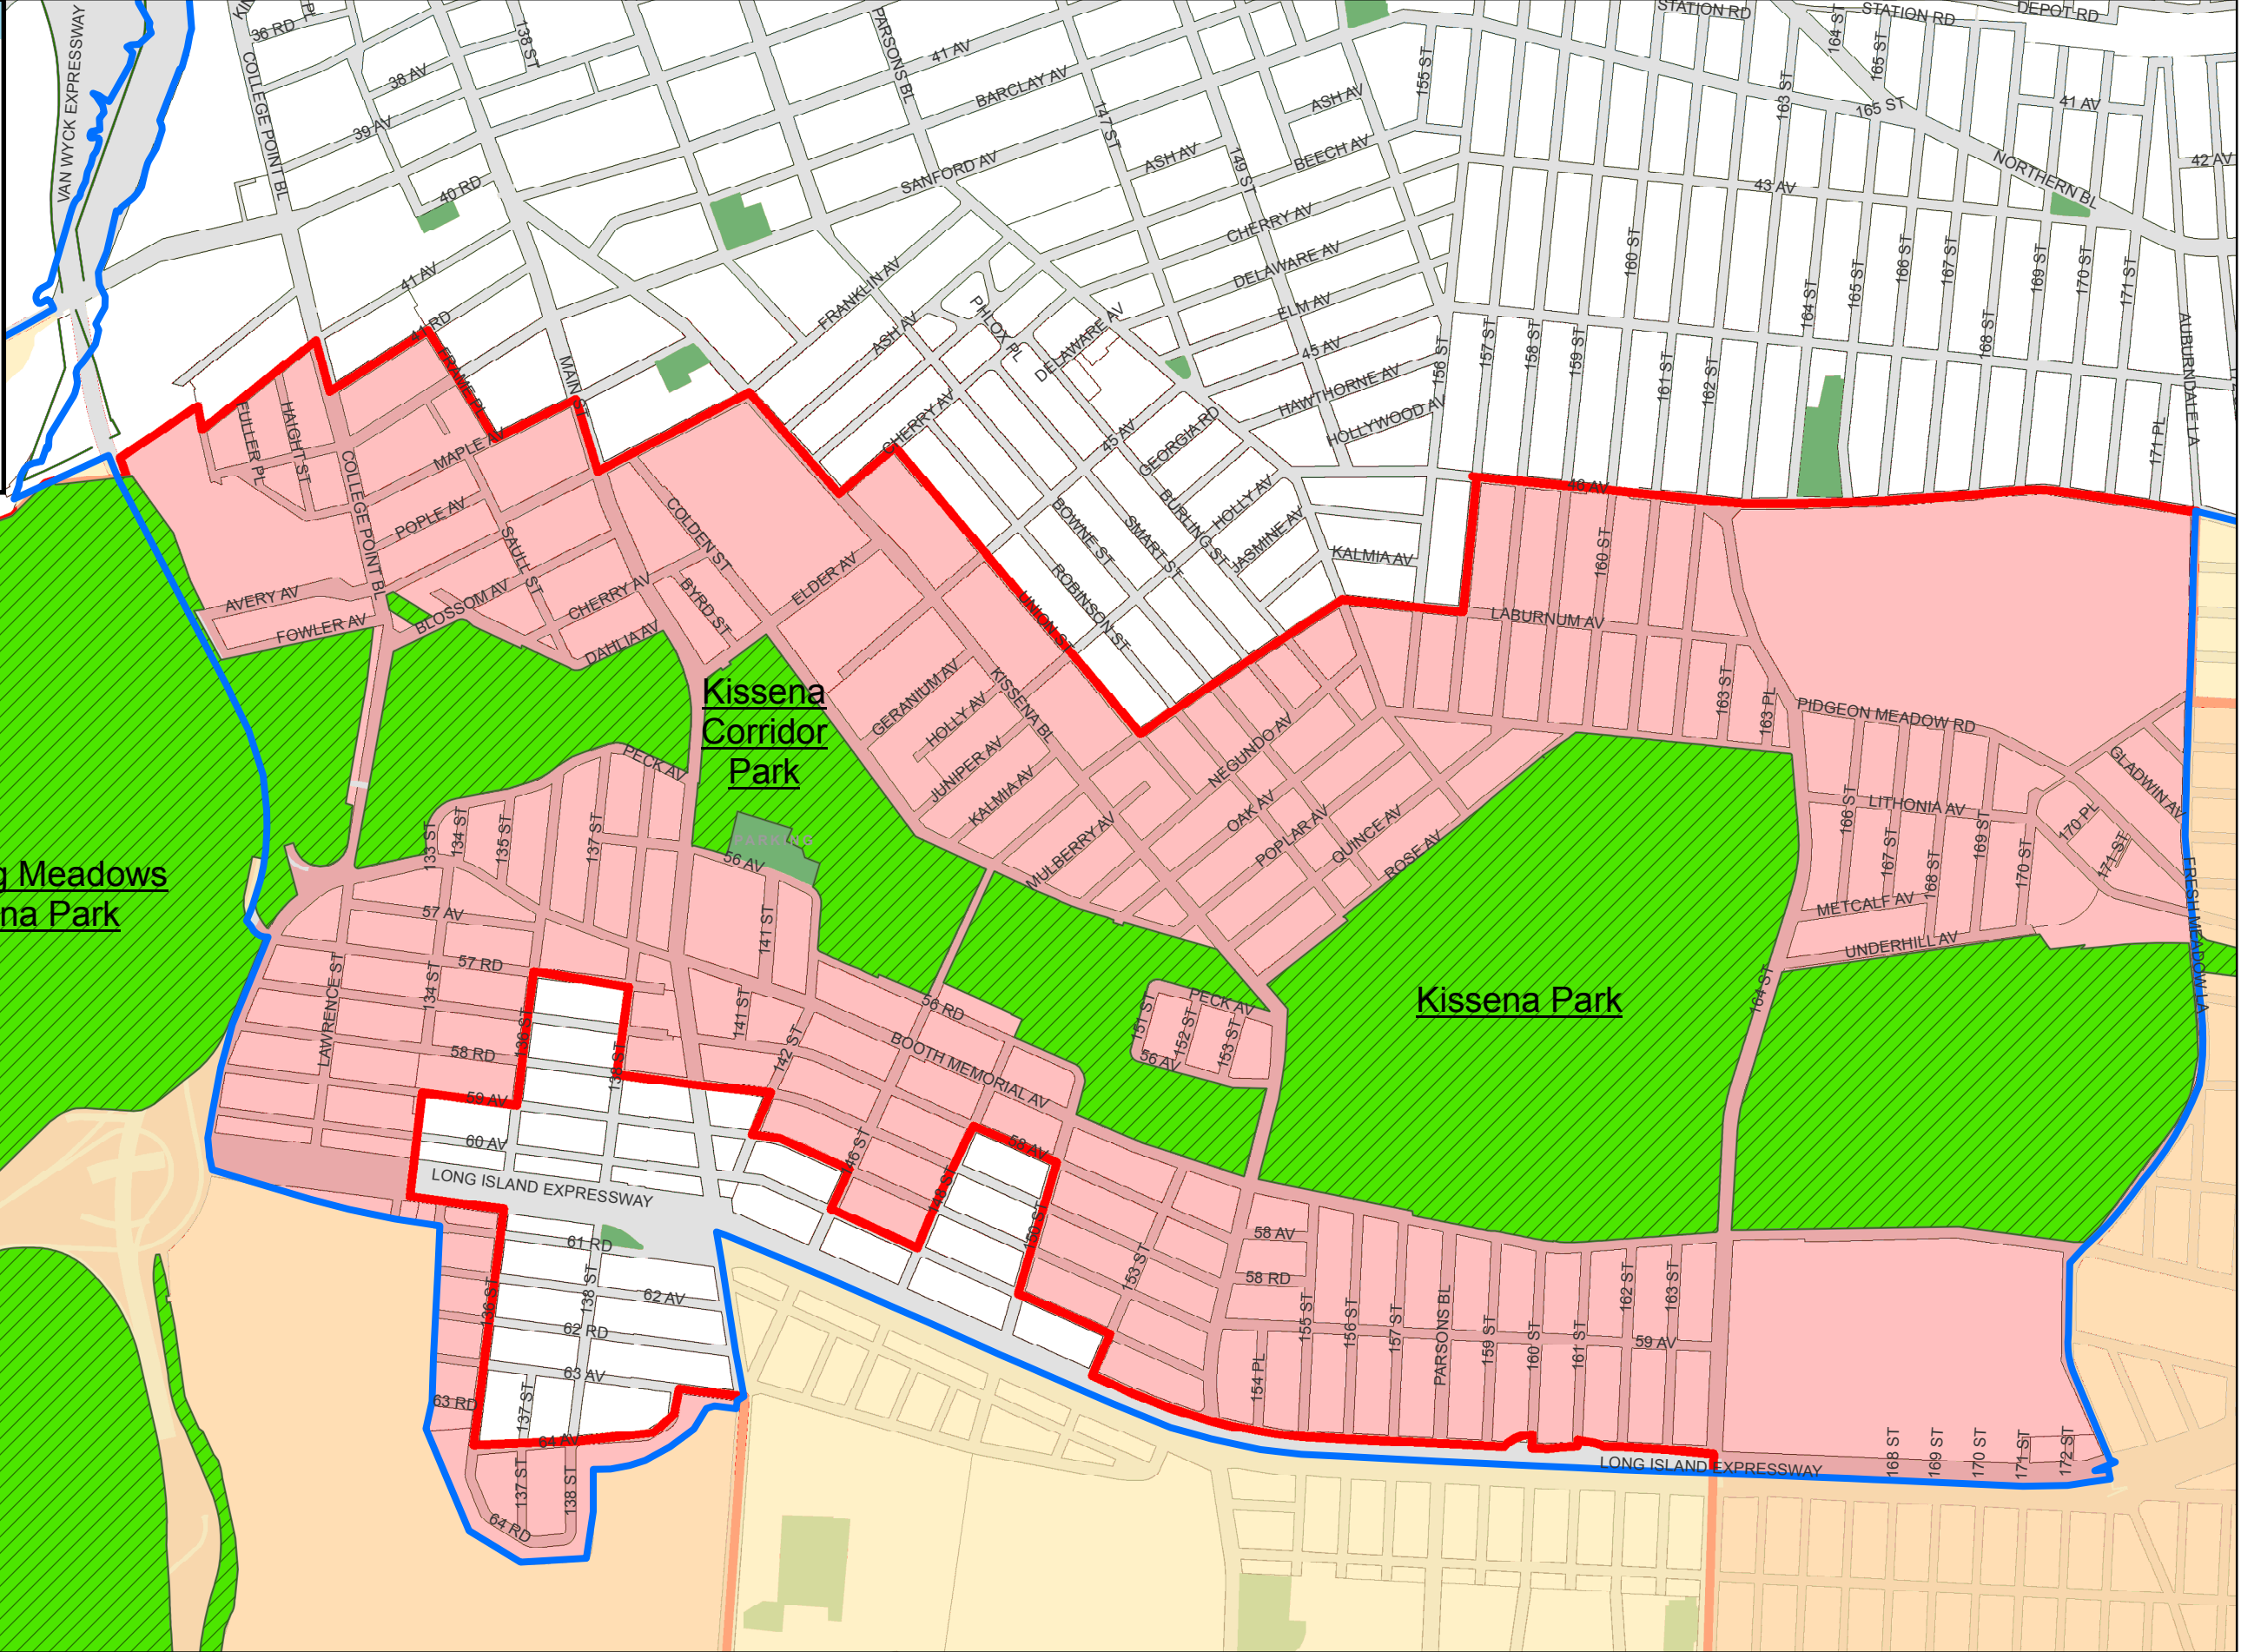 STATION RD
STATION RD
DEPOT RD
36 RD
138 ST
PARSONS BL
41 AV
164 ST
165 ST
VAN WYCK EXPRESSWAY
COLLEGE POINT BL
38 AV
BARCLAY AV
155 ST
163 ST
39 AV
147 ST
ASH AV
165 ST
41 AV
SANFORD AV
ASH AV
149 ST
BEECH AV
43 AV
NORTHERN BL
42 AV
40 RD
CHERRY AV
160 ST
166 ST
167 ST
169 ST
170 ST
171 ST
41 AV
FRANKLIN AV
DELAWARE AV
164 ST
165 ST
41 RD
ASH AV
PHLOX PL
DELAWARE AV
ELM AV
45 AV
156 ST
157 ST
158 ST
159 ST
161 ST
162 ST
168 ST
AUBURNDALE LA
FRAME PL
MAIN ST
FULLER PL
HAIGHT ST
CHERRY AV
45 AV
GEORGIA RD
HAWTHORNE AV
HOLLYWOOD AV
171 PL
COLLEGE POINT BL
MAPLE AV
POPLE AV
SAULL ST
COLDEN ST
BOWNE ST
SMART ST
BURLING ST
HOLLY AV
JASMINE AV
KALMIA AV
46 AV
160 ST
AVERY AV
FOWLER AV
BLOSSOM AV
CHERRY AV
DAHLIA AV
BYRD ST
ELDER AV
UNION ST
ROBINSON ST
LABURNUM AV
Kissena
Corridor
Park
GERANIUM AV
HOLLY AV
KISSENA BL
NEGUNDO AV
163 ST
163 PL
PIDGEON MEADOW RD
PECK AV
JUNIPER AV
KALMIA AV
GLADWIN AV
133 ST
134 ST
135 ST
137 ST
56 AV
MULBERRY AV
OAK AV
POPLAR AV
QUINCE AV
ROSE AV
166 ST
LITHONIA AV
167 ST
168 ST
169 ST
170 ST
170 PL
171 ST
g Meadows
na Park
57 AV
141 ST
METCALF AV
UNDERHILL AV
FRESH MEADOW LA
57 RD
LAWRENCE ST
134 ST
136 ST
138 ST
58 RD
141 ST
142 ST
56 RD
BOOTH MEMORIAL AV
PECK AV
151 ST
152 ST
153 ST
56 AV
Kissena Park
164 ST
59 AV
60 AV
LONG ISLAND EXPRESSWAY
146 ST
148 ST
58 AV
150 ST
61 RD
136 ST
138 ST
62 AV
62 RD
63 AV
63 RD
137 ST
64 AV
137 ST
138 ST
64 RD
153 ST
58 AV
58 RD
154 PL
155 ST
156 ST
157 ST
PARSONS BL
159 ST
160 ST
161 ST
162 ST
163 ST
59 AV
LONG ISLAND EXPRESSWAY
168 ST
169 ST
170 ST
171 ST
172 ST